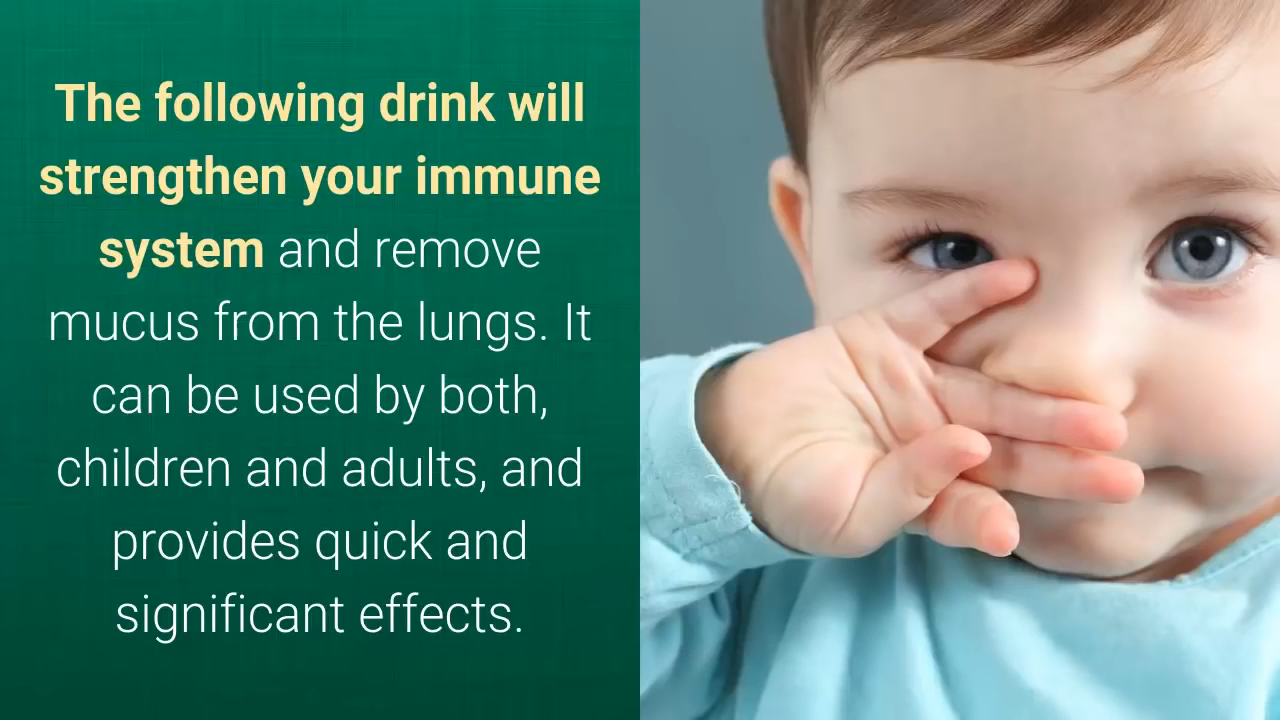 The following drink will
strengthen your immune
system and remove
mucus from the lungs. It
can be used by both,
children and adults, and
provides quick and
significant effects.